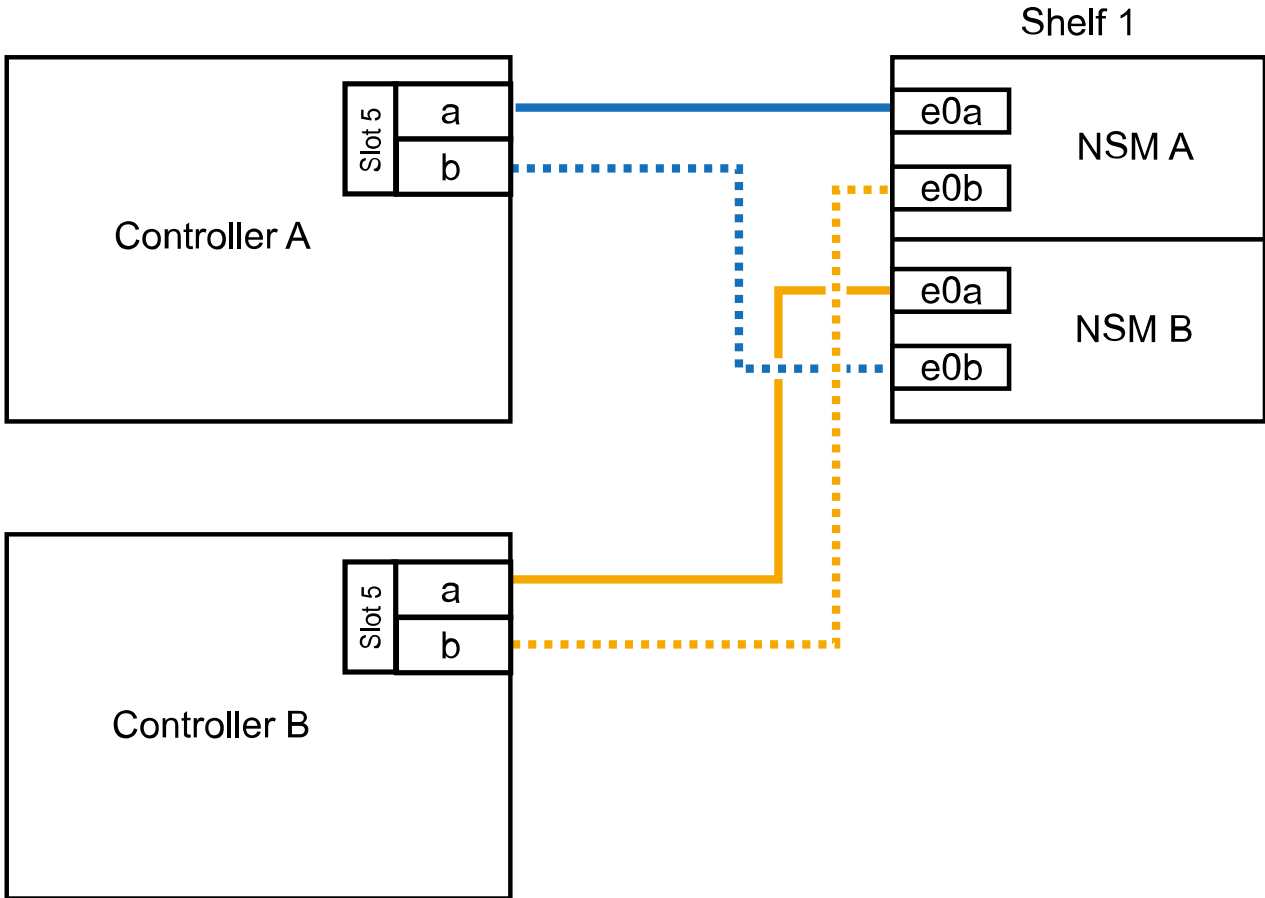 Shelf 1
Slot 5
a
b
Controller A
e0a
e0b
NSM A
e0a
e0b
NSM B
Slot 5
a
b
Controller B